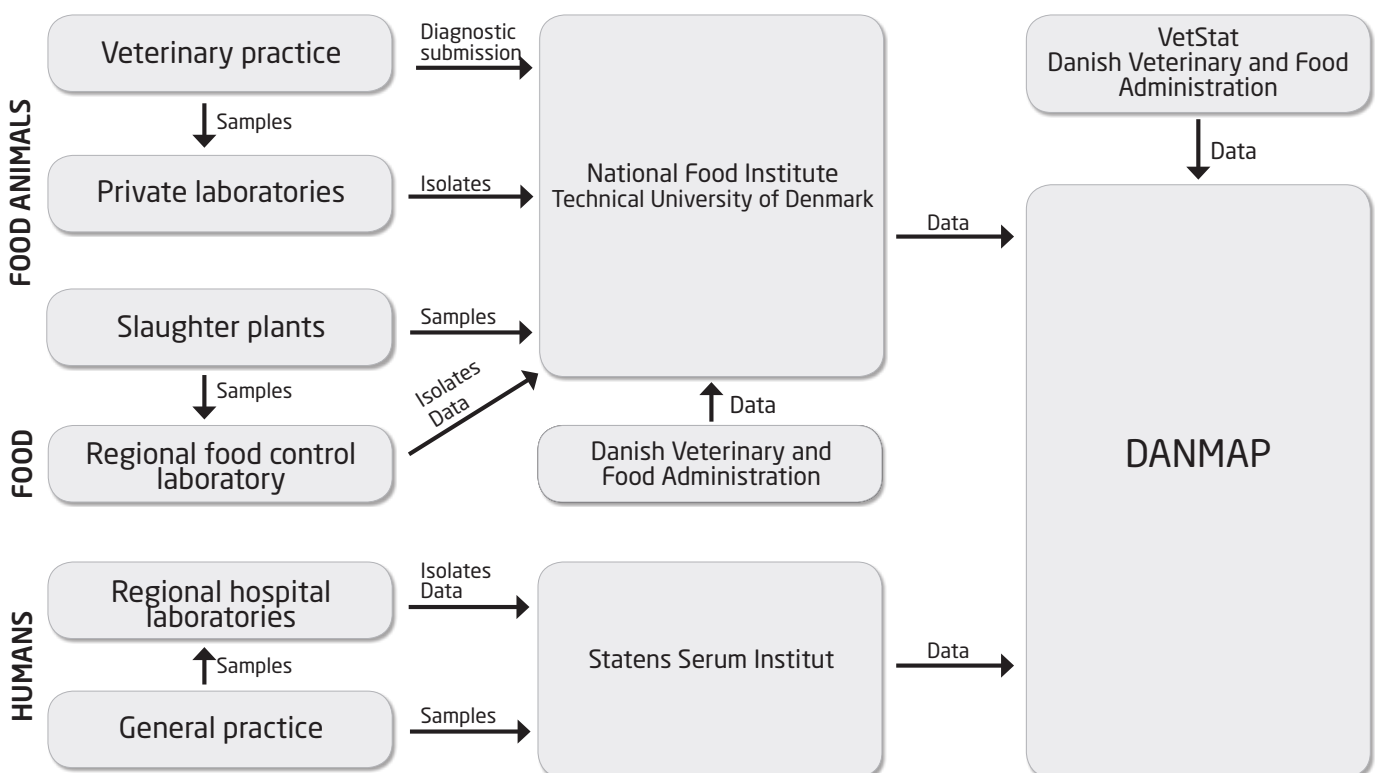 FOOD ANIMALS
Veterinary practice
Diagnostic
submission
Samples
Private laboratories
Isolates
Slaughter plants
Samples
Samples
FOOD
Regional food control
laboratory
Isolates
Data
National Food Institute
Technical University of Denmark
Data
Danish Veterinary and
Food Administration
Data
VetStat
Danish Veterinary and Food
Administration
Data
DANMAP
HUMANS
Regional hospital
laboratories
Isolates
Data
Samples
General practice
Samples
Statens Serum Institut
Data